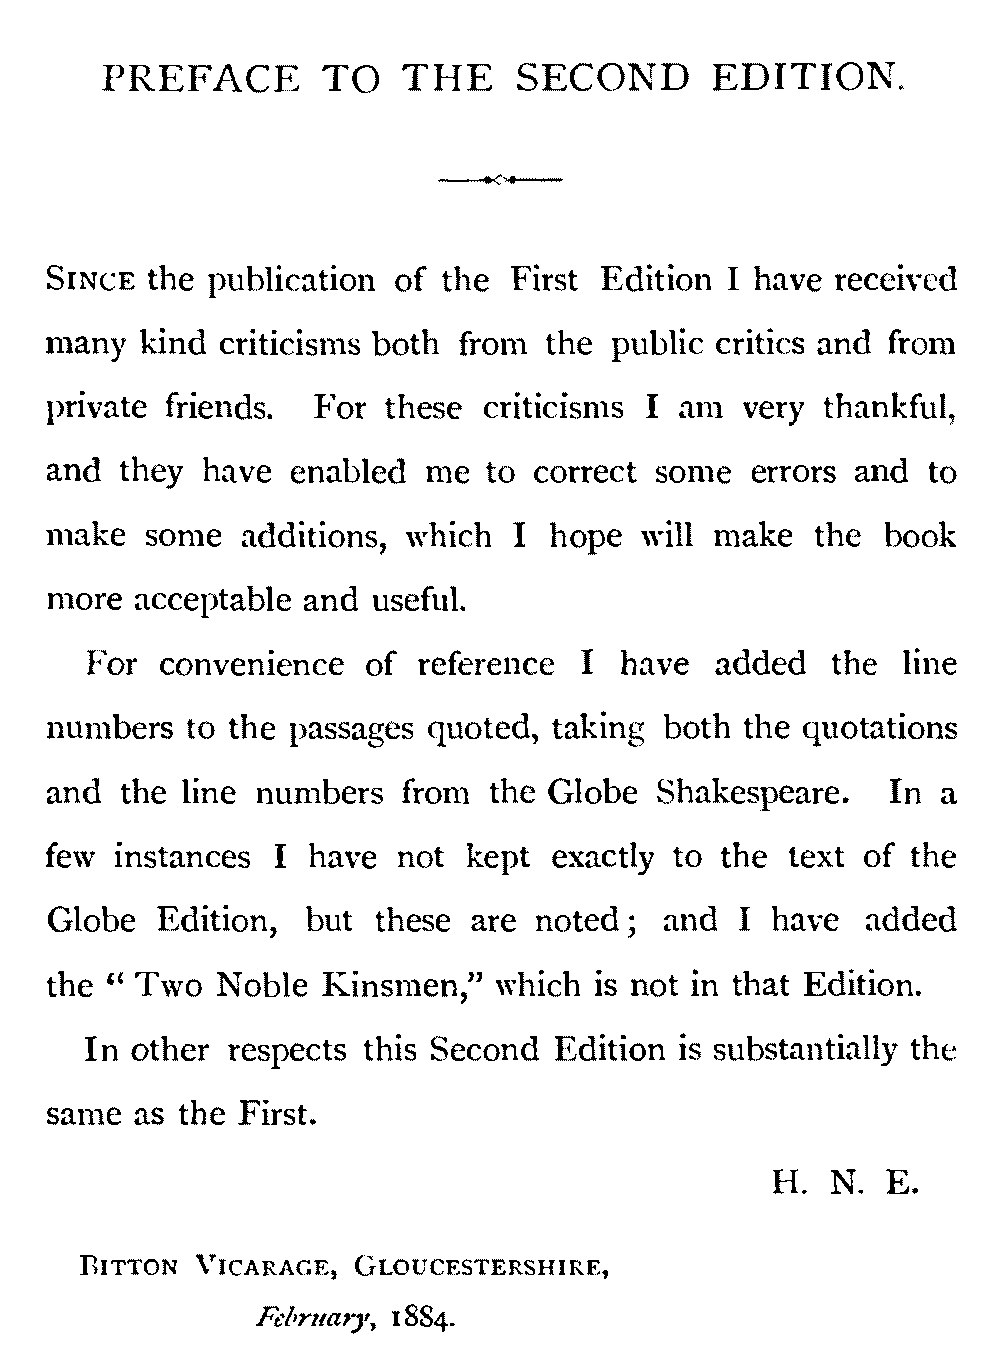 PREFACE TO THE SECOND EDITION.
SINCE the publication of the First Edition I have received
many kind criticisms both from the public critics and from
private friends. For these criticisms I am very thankful,
and they have enabled me to correct some errors and to
make some additions, which I hope will make the book
more acceptable and useful.
For convenience of reference I have added the line
numbers to the passages quoted, taking both the quotations
and the line numbers from the Globe Shakespeare. In a
few instances I have not kept exactly to the text of the
Globe Edition, but these are noted; and I have added
the “Two Noble Kinsmen,” which is not in that Edition.
In other respects this Second Edition is substantially the
same as the First.
H. N. E.
BITTON VICARAGE, GLOUCESTERSHIRE,
February, 1884.